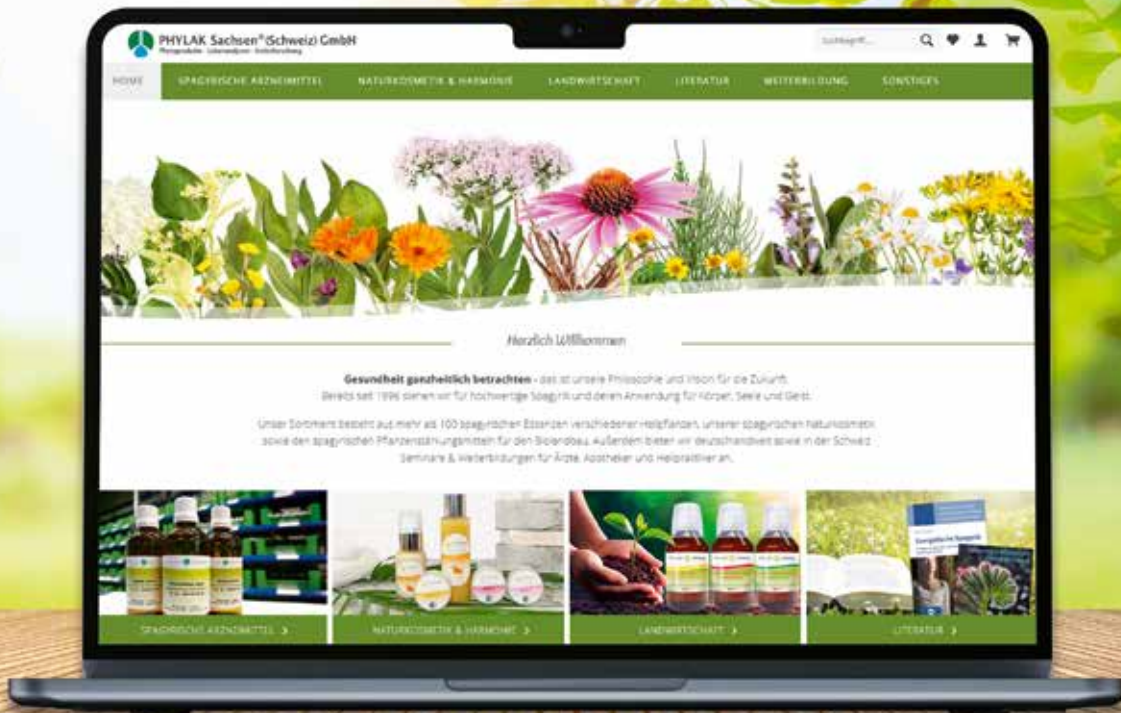 PHYLAK Sachsen® (Schweiz) GmbH
Suchbegriff...
HOME SPAGYRISCHE ARZNEIMITTEL NATURKOSMETIK & HARMONIE LANDWIRTSCHAFT LITERATUR WEITERBILDUNG SONSTIGES
Herzlich Willkommen
Gesundheit ganzheitlich betrachten - das ist unsere Philosophie und Vision für die Zukunft.
Bereits seit 1996 stehen wir für hochwertige Spagyrik und deren Anwendung für Körper, Seele und Geist.
Unser Sortiment besteht aus mehr als 100 spagyrischen Essenzen verschiedener Heilpflanzen, unserer spagyrischen Naturkosmetik
sowie den spagyrischen Pflanzenstärkungsmitteln für den Biolandbau. Außerdem bieten wir deutschlandweit sowie in der Schweiz
Seminare & Weiterbildungen für Ärzte, Apotheker und Heilpraktiker an.
Energetische Spagyrik
SPAGYRISCHE ARZNEIMITTEL > NATURKOSMETIK & HARMONIE > LANDWIRTSCHAFT > LITERATUR >